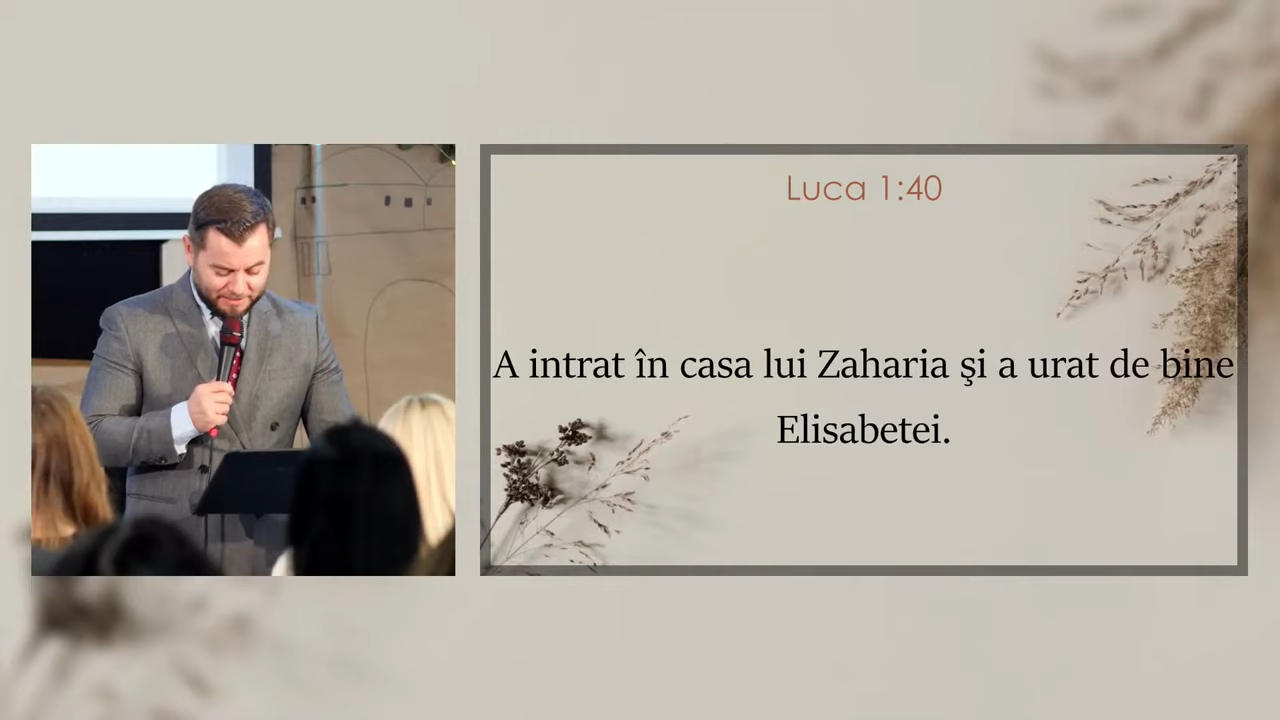 Luca 1:40
A intrat în casa lui Zaharia şi a urat de bine
Elisabetei.